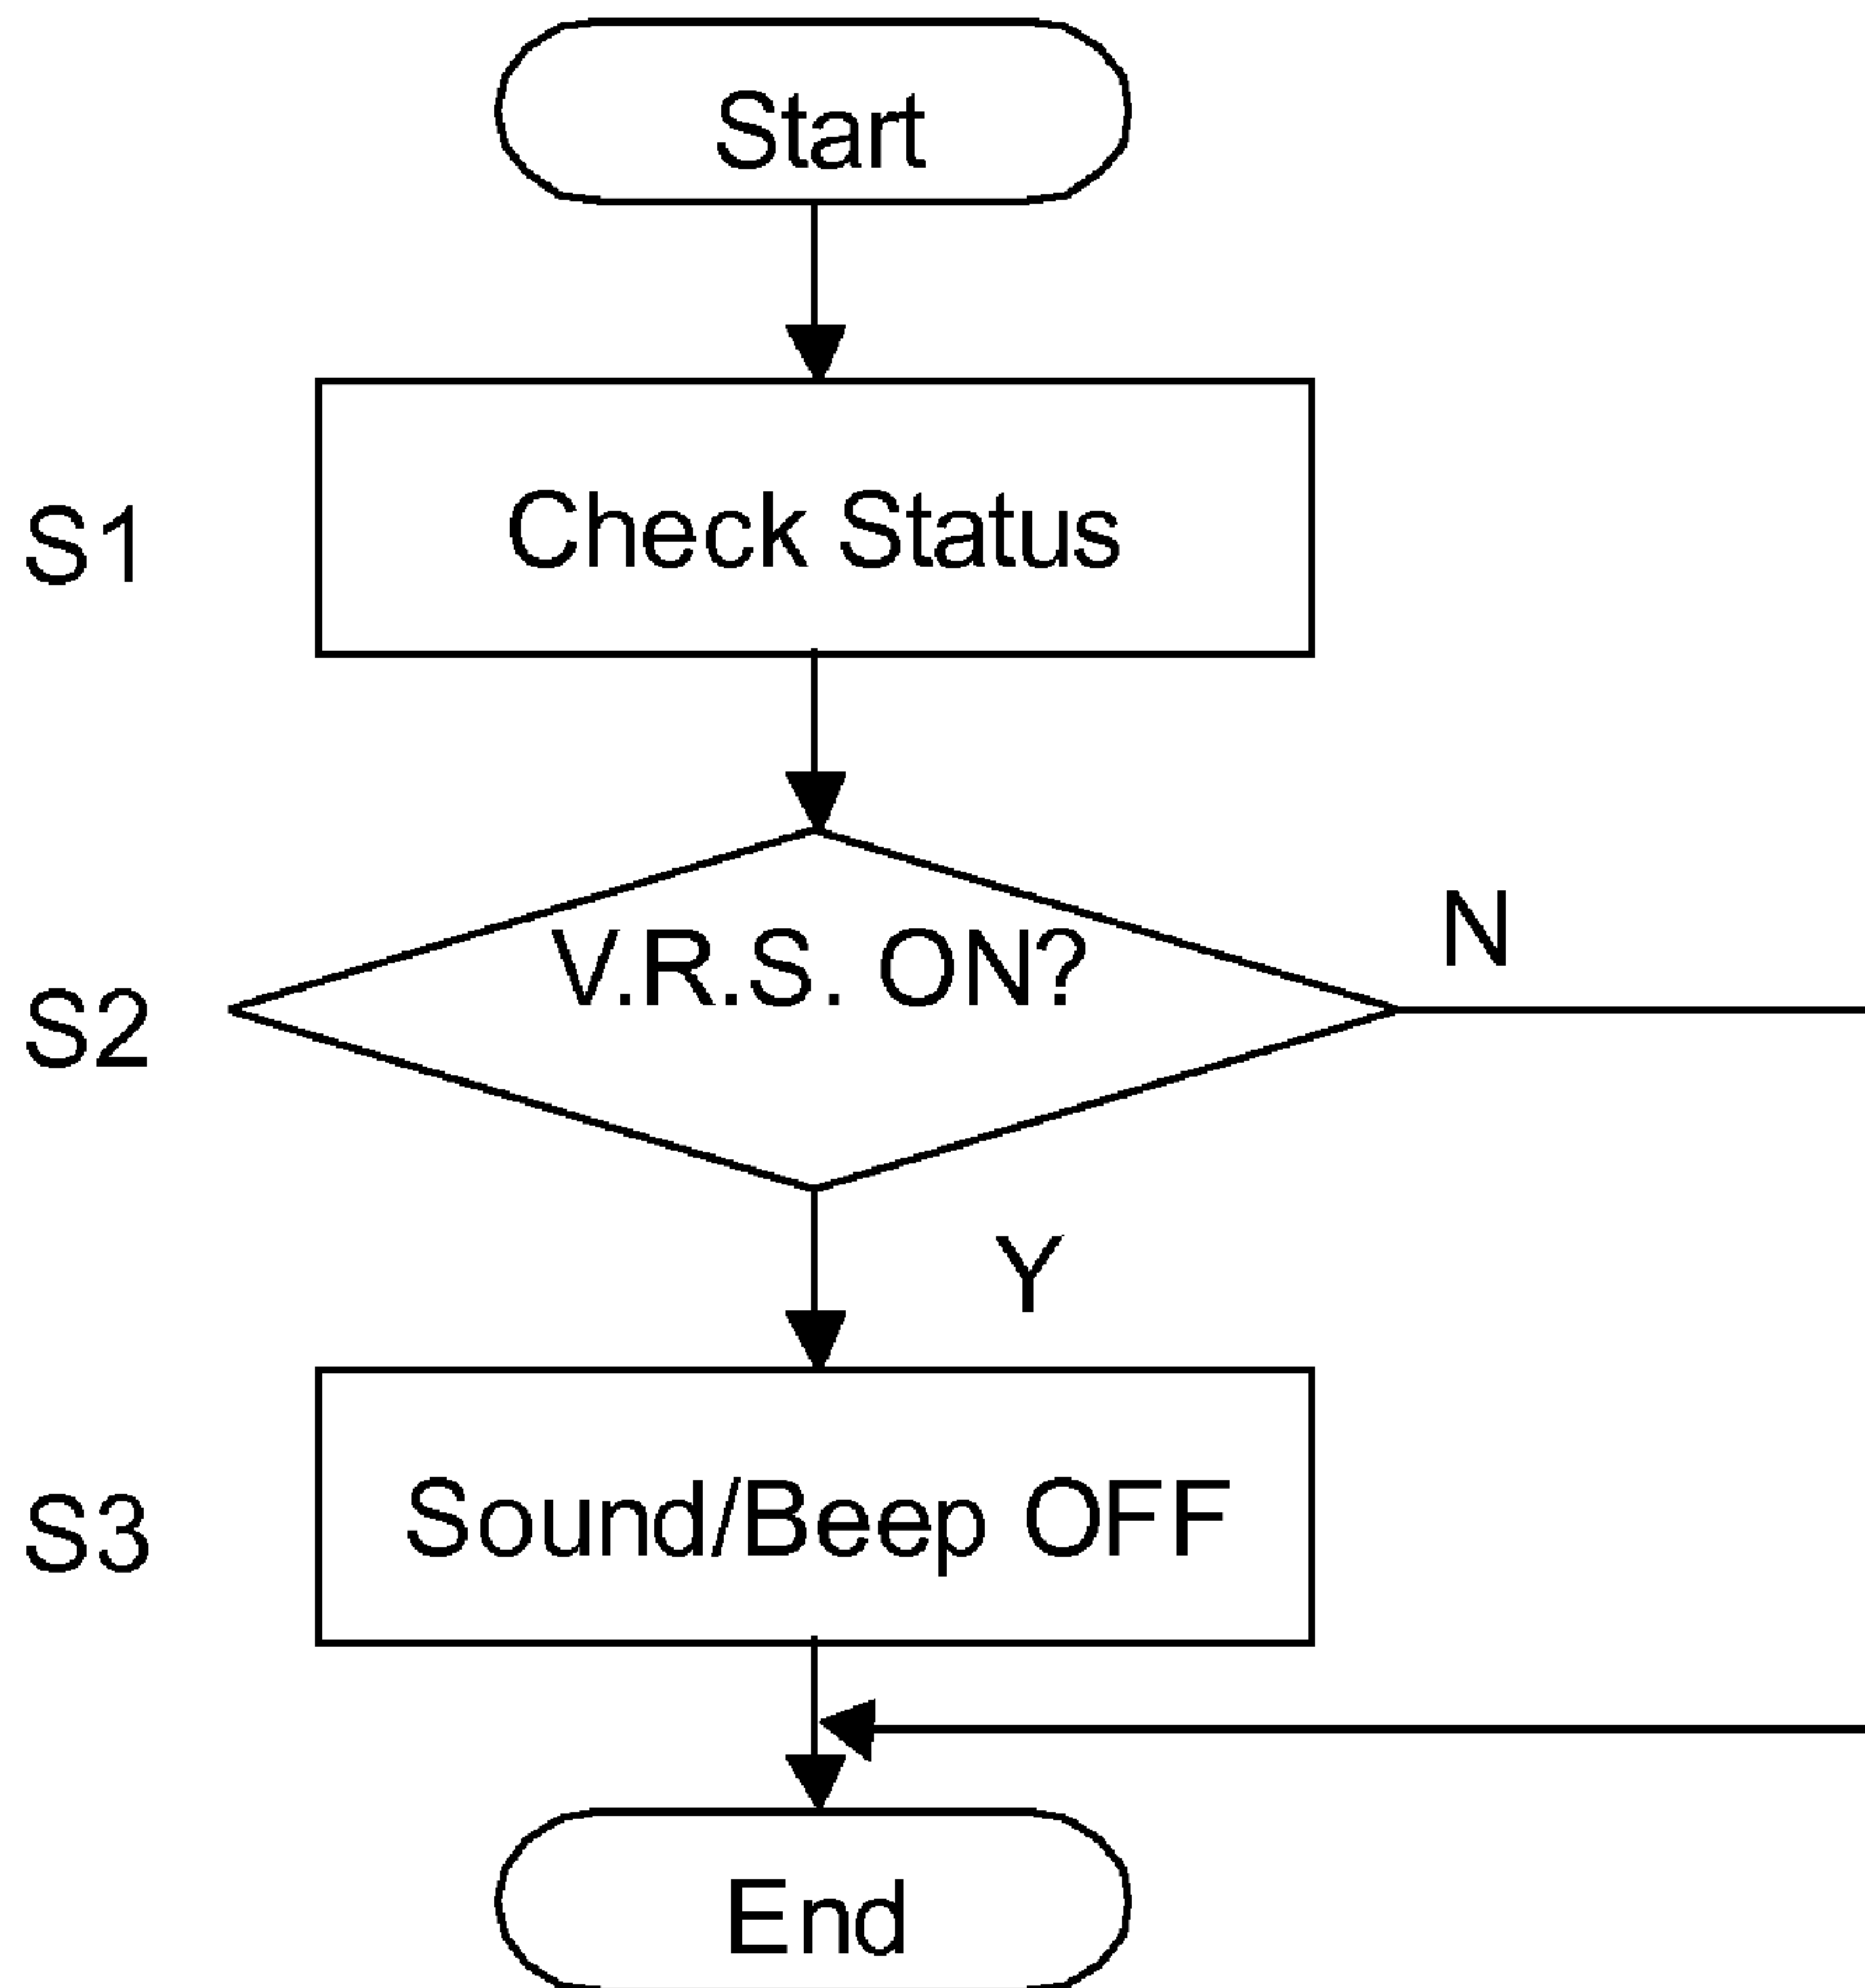 Start
S1
Check Status
S2
V.R.S. ON?
N
Y
S3
Sound/Beep OFF
End